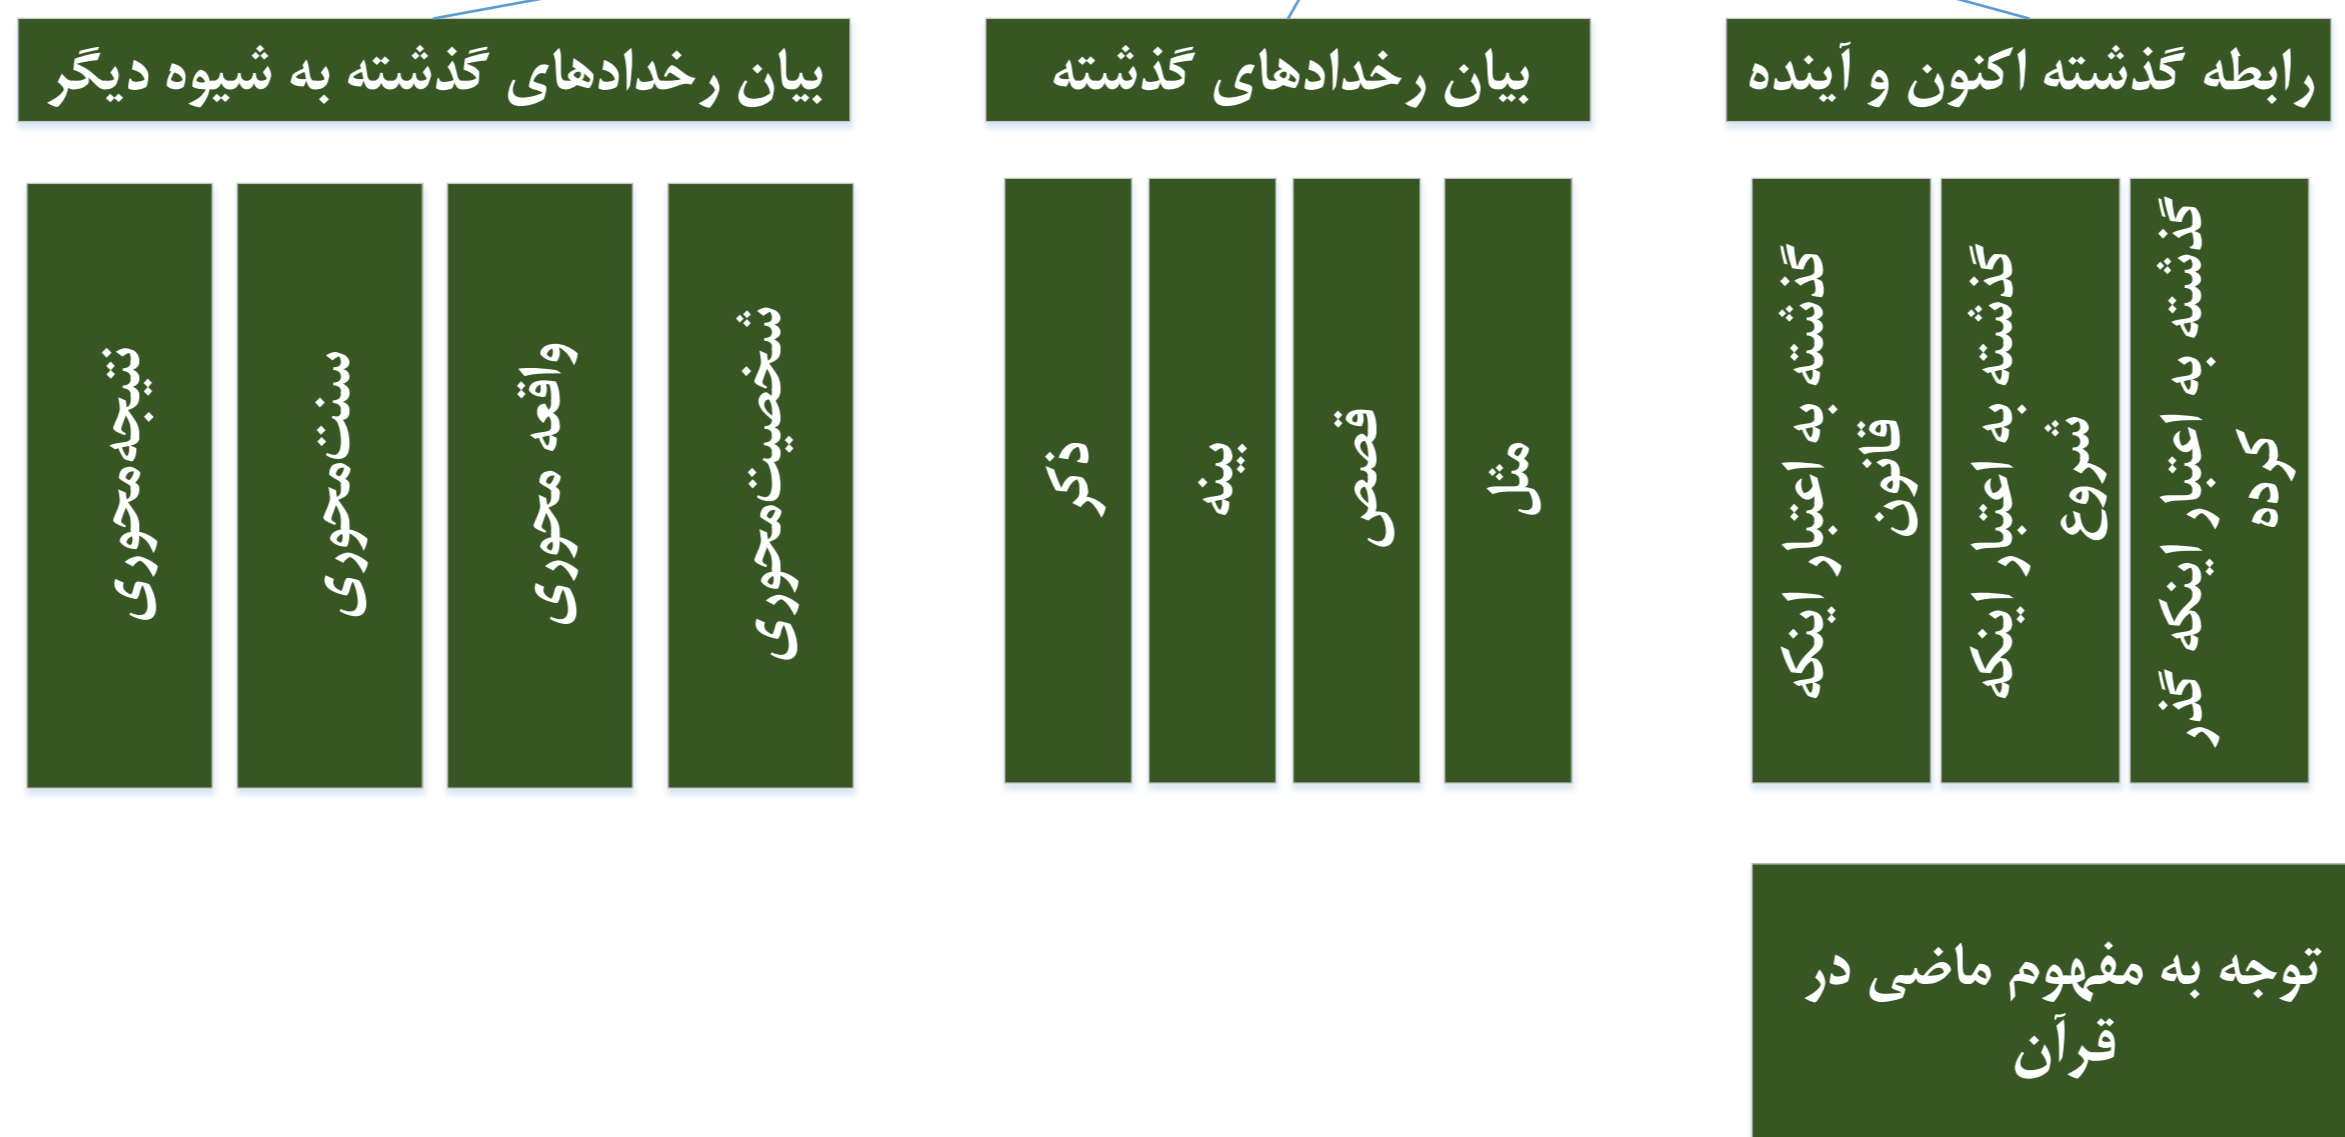 رابطه گذشته اکنون و آینده
بیان رخدادهای گذشته
بیان رخدادهای گذشته به شیوه دیگر
گذشته به اعتبار اینکه گذر
کرده
گذشته به اعتبار اینکه
شروع
گذشته به اعتبار اینکه
قانون
مثل
قصص
بینه
ذکر
شخصیت‌محوری
واقعه محوری
سنت‌محوری
نتیجه‌محوری
توجه به مفهوم ماضی در
قرآن